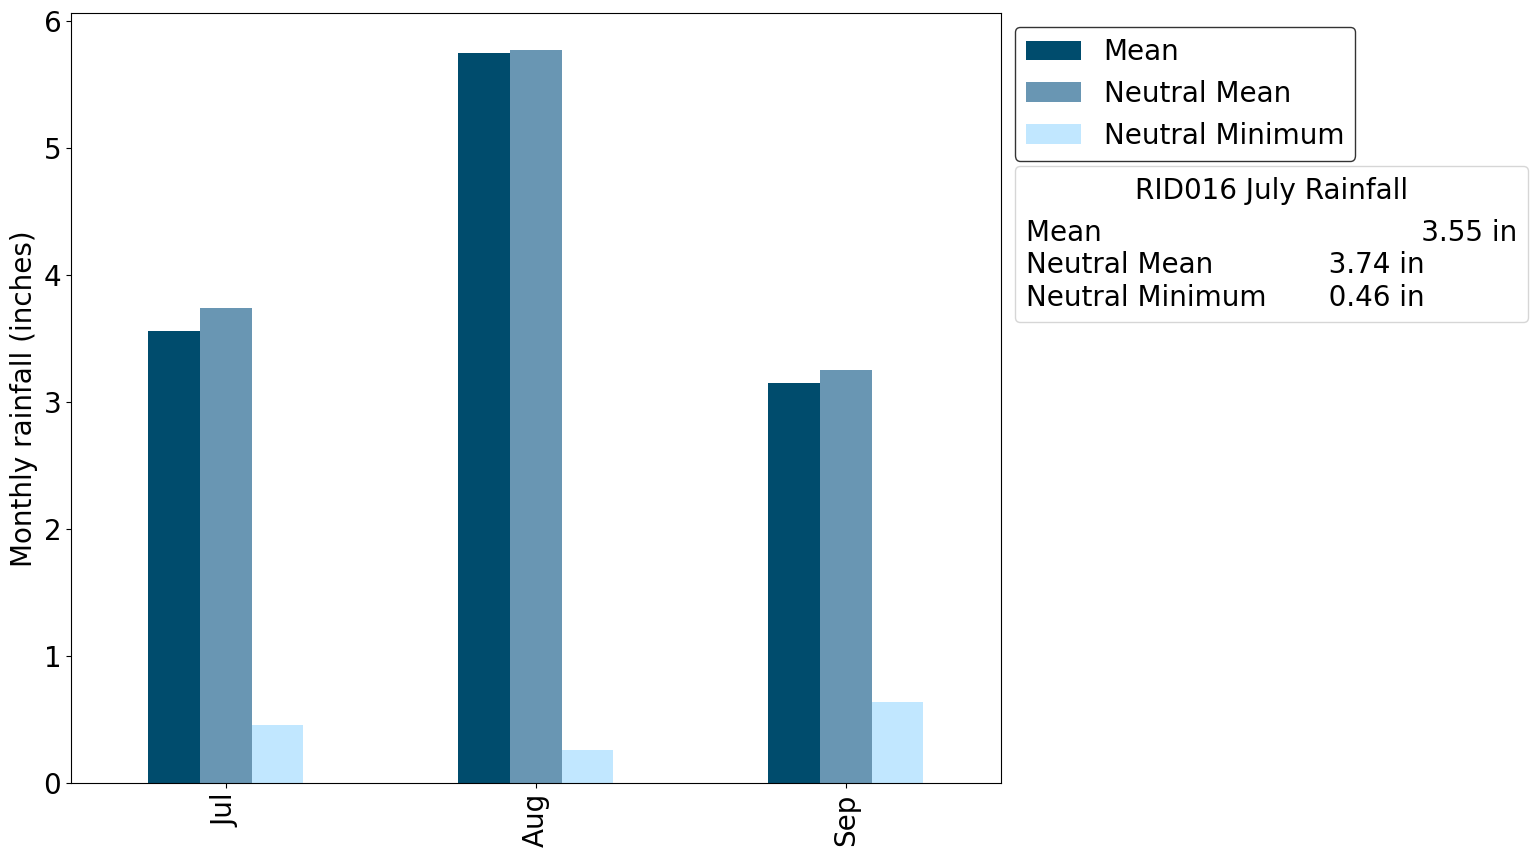 Monthly rainfall (inches)
6
5
4
3
2
1
0
Jul
Aug
Sep
Mean
Neutral Mean
Neutral Minimum
RID016 July Rainfall
Mean 3.55 in
Neutral Mean 3.74 in
Neutral Minimum 0.46 in